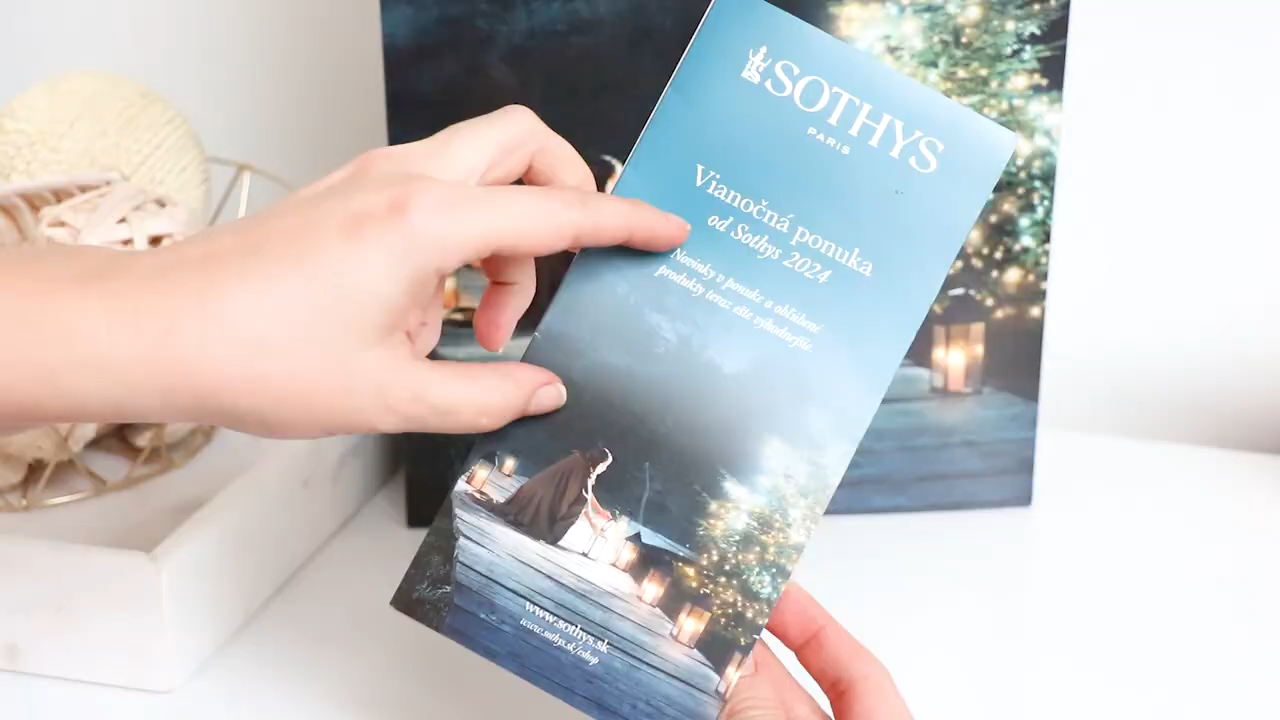 SOTHYS
PARIS
Vianočná ponuka
od Sothys 2024
Novinky v ponuke a obľúbené
produkty teraz ešte výhodnejšie.
www.sothys.sk
www.sothys.sk/eshop